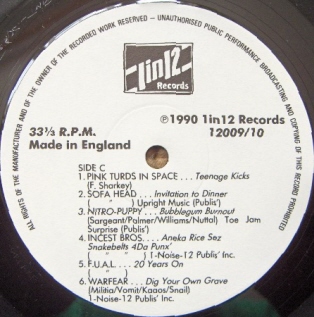 ALL RIGHTS OF THE MANUFACTURER AND OF THE OWNER OF THE RECORDED WORK RESERVED — UNAUTHORISED PUBLIC PERFORMANCE BROADCASTING AND COPYING OF THIS RECORD PROHIBITED
1in12
Records
33⅓ R.P.M.
Made in England
℗1990 1in12 Records
12009/10
SIDE C
1. PINK TURDS IN SPACE . . . Teenage Kicks
(F. Sharkey)
2. SOFA HEAD . . . Invitation to Dinner
( " " ) Upright Music (Publis')
3. NITRO-PUPPY . . . Bubblegum Burnout
(Sargeant/Palmer/Williams/Nuttol) Toe Jam
Surprise (Publis')
4. INCEST BROS. . . . Aneka Rice Sez
Snakebelts 4Da Punx'
( " " ) 1-Noise-12 Publis' Inc.
5. F.U.A.L. . . . 20 Years On
( " )
6. WARFEAR . . . Dig Your Own Grave
(Militia/Vomit/Kaaos/Snail)
1-Noise-12 Publis' Inc.